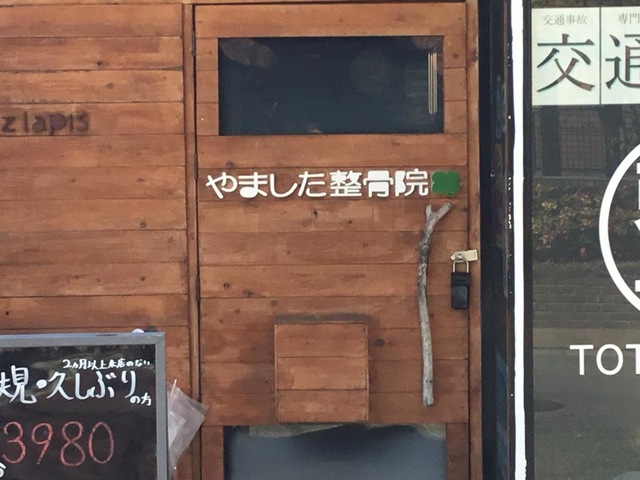 z lapis
やました整骨院
2ヵ月以上来店のない
規・久しぶり
の方
3980
交通事故
専門
交通
TOT